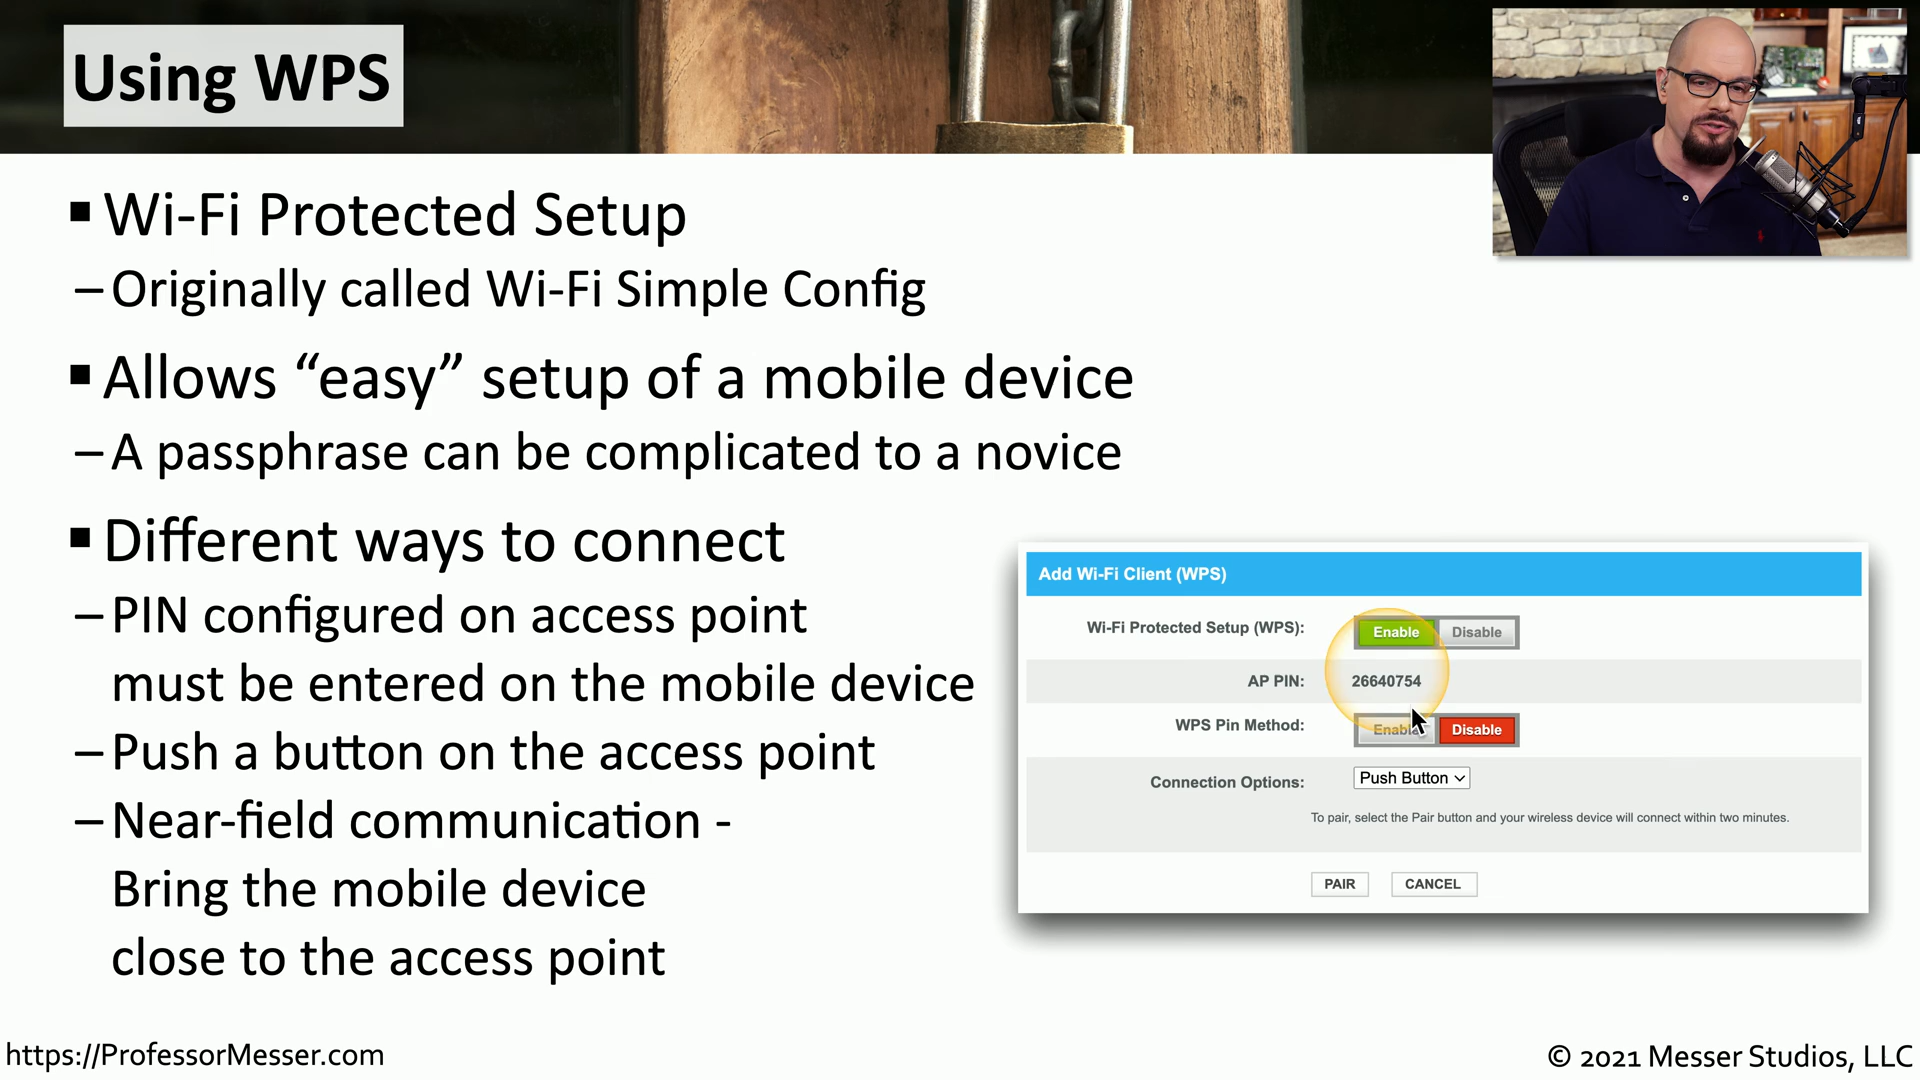 Using WPS
▪ Wi-Fi Protected Setup
– Originally called Wi-Fi Simple Config
▪ Allows “easy” setup of a mobile device
– A passphrase can be complicated to a novice
▪ Different ways to connect
– PIN configured on access point
must be entered on the mobile device
– Push a button on the access point
– Near-field communication -
Bring the mobile device
close to the access point
Add Wi-Fi Client (WPS)
Wi-Fi Protected Setup (WPS): Enable Disable
AP PIN: 26640754
WPS Pin Method: Enable Disable
Connection Options: Push Button
To pair, select the Pair button and your wireless device will connect within two minutes.
PAIR CANCEL
https://ProfessorMesser.com
© 2021 Messer Studios, LLC